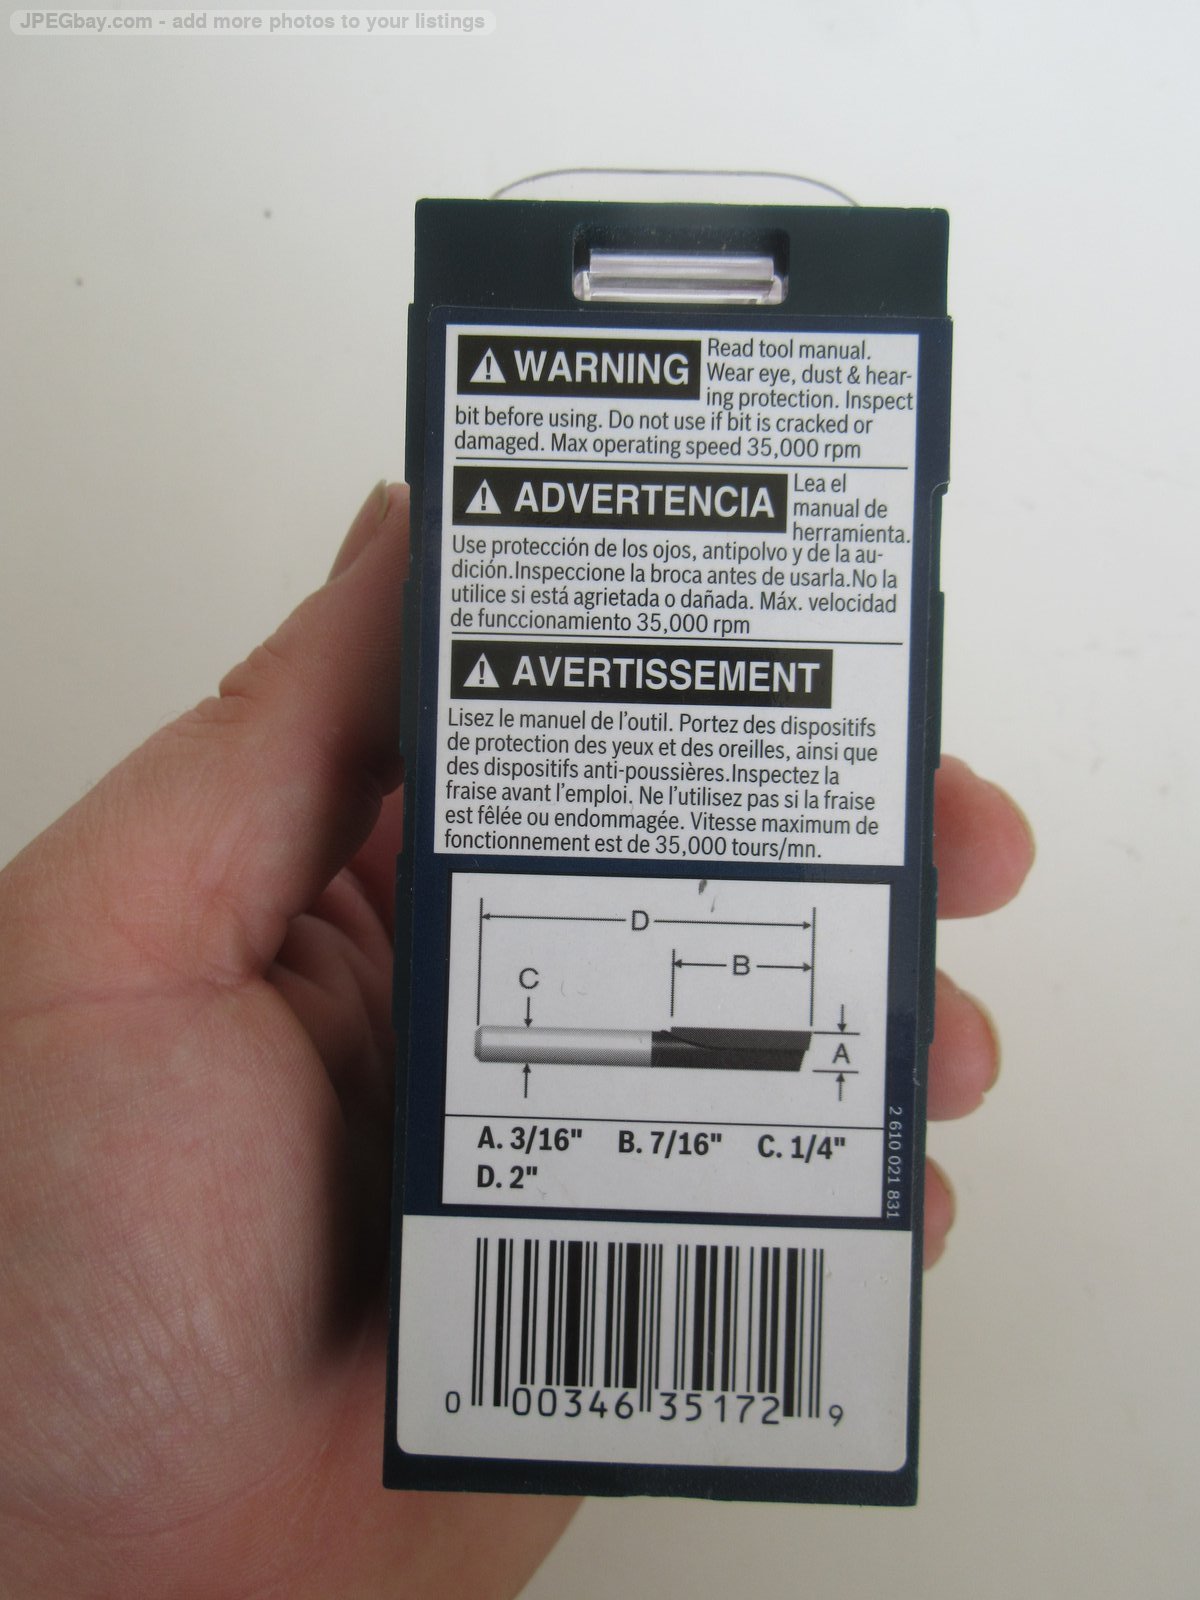 JPEGbay.com - add more photos to your listings
⚠ WARNING Read tool manual.
Wear eye, dust & hear-
ing protection. Inspect
bit before using. Do not use if bit is cracked or
damaged. Max operating speed 35,000 rpm
⚠ ADVERTENCIA Lea el
manual de
herramienta.
Use protección de los ojos, antipolvo y de la au-
dición.Inspeccione la broca antes de usarla.No la
utilice si está agrietada o dañada. Máx. velocidad
de funccionamiento 35,000 rpm
⚠ AVERTISSEMENT
Lisez le manuel de l'outil. Portez des dispositifs
de protection des yeux et des oreilles, ainsi que
des dispositifs anti-poussières.Inspectez la
fraise avant l'emploi. Ne l'utilisez pas si la fraise
est fêlée ou endommagée. Vitesse maximum de
fonctionnement est de 35,000 tours/mn.
D
B
C
A
A. 3/16" B. 7/16" C. 1/4"
D. 2"
2 610 021 831
0 00346 35172 9